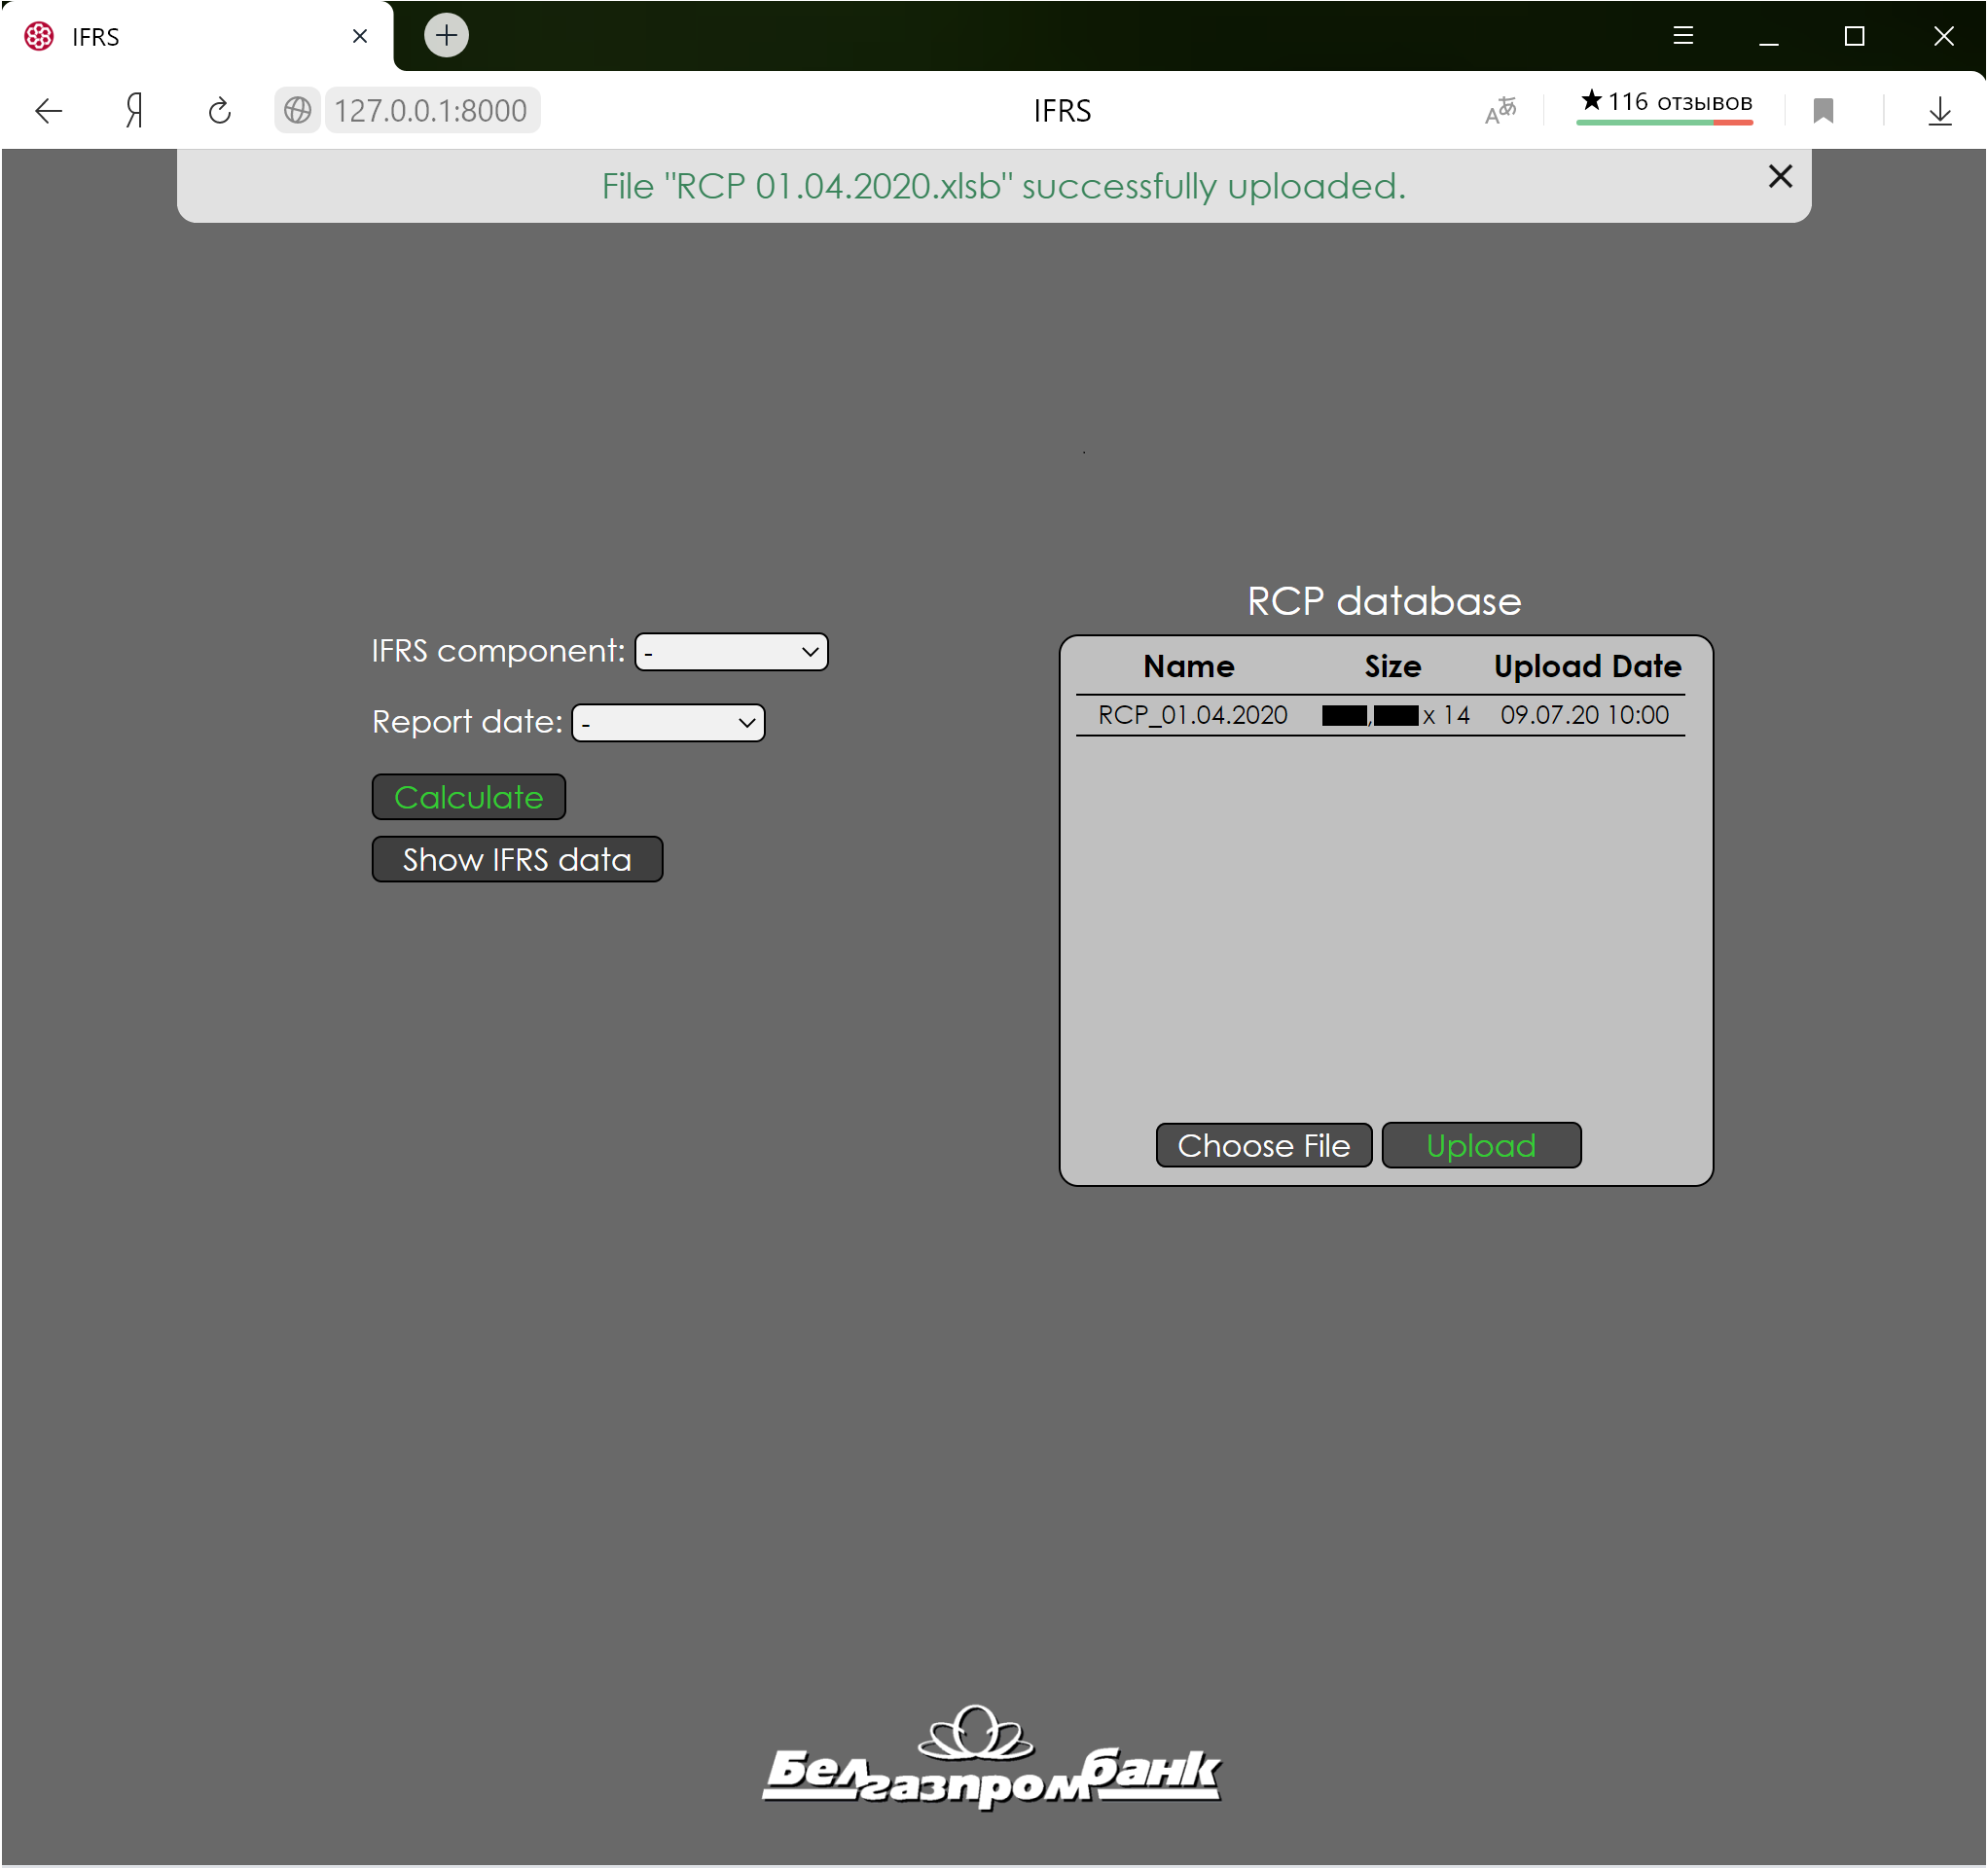 IFRS
Я
127.0.0.1:8000
IFRS
116 отзывов
File "RCP 01.04.2020.xlsb" successfully uploaded.
RCP database
IFRS component: -
Report date: -
Calculate
Show IFRS data
Name Size Upload Date
RCP_01.04.2020 , x 14 09.07.20 10:00
Choose File Upload
Белгазпромбанк